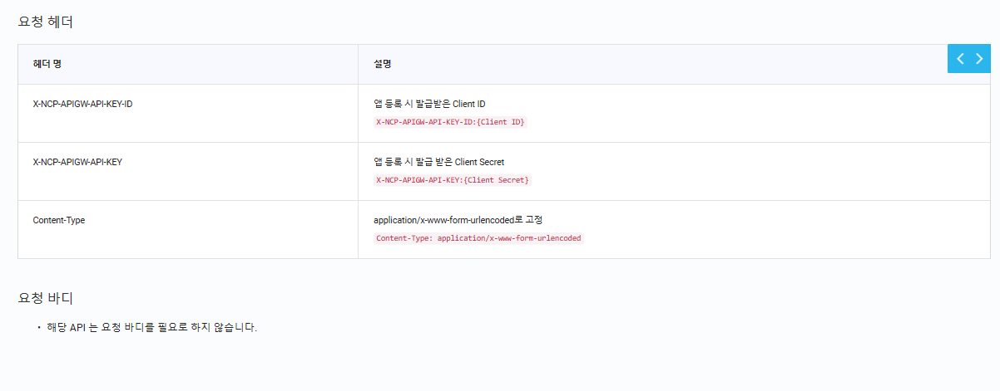 요청 헤더
헤더 명
설명
X-NCP-APIGW-API-KEY-ID
앱 등록 시 발급받은 Client ID
X-NCP-APIGW-API-KEY-ID:{Client ID}
X-NCP-APIGW-API-KEY
앱 등록 시 발급 받은 Client Secret
X-NCP-APIGW-API-KEY:{Client Secret}
Content-Type
application/x-www-form-urlencoded로 고정
Content-Type: application/x-www-form-urlencoded
요청 바디
• 해당 API 는 요청 바디를 필요로 하지 않습니다.